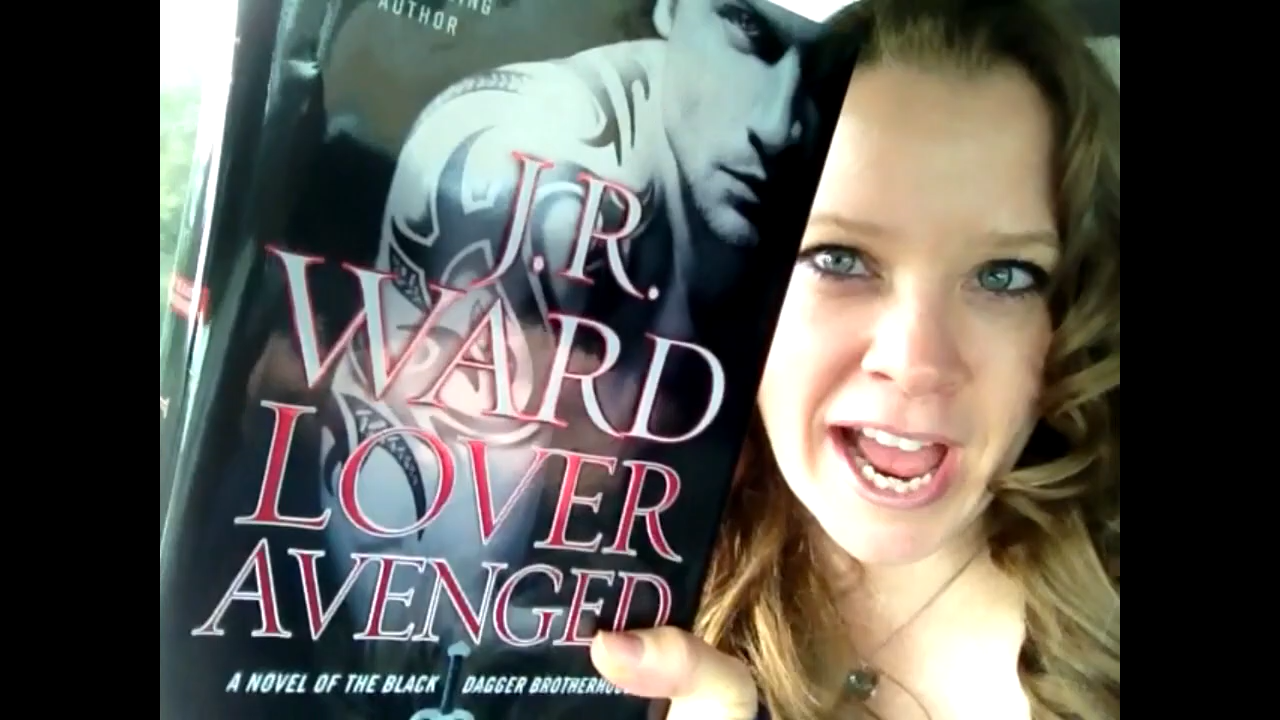 AUTHOR
J.R.
WARD
LOVER
AVENGED
A NOVEL OF THE BLACK DAGGER